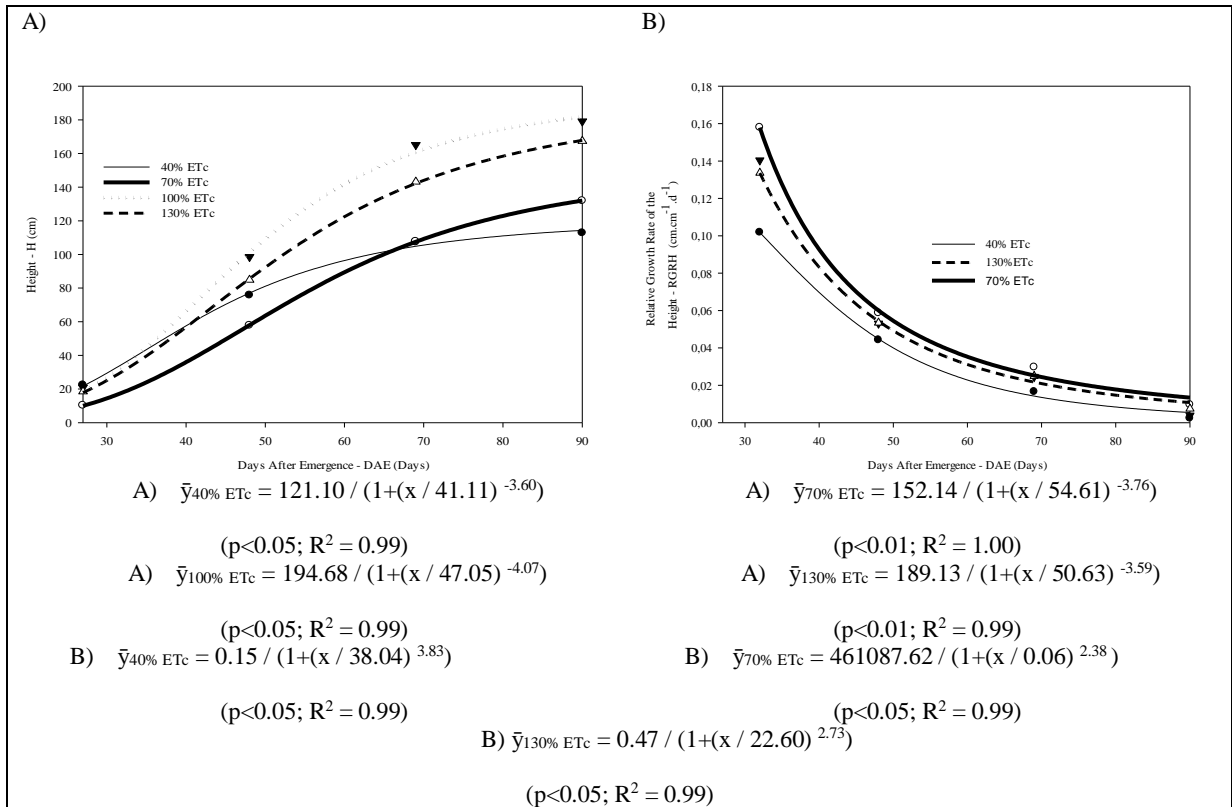 A)
B)
200
180
160
140
120
100
80
60
40
20
0
Height - H (cm)
40% ETc
70% ETc
100% ETc
130% ETc
30 40 50 60 70 80 90
Days After Emergence - DAE (Days)
0,18
0,16
0,14
0,12
0,10
0,08
0,06
0,04
0,02
0,00
Relative Growth Rate of the
Height - RGRH (cm.cm⁻¹.d⁻¹)
40% ETc
130%ETc
70% ETc
30 40 50 60 70 80 90
Days After Emergence - DAE (Days)
A) ȳ40% ETc = 121.10 / (1+(x / 41.11) ⁻³·⁶⁰)
A) ȳ70% ETc = 152.14 / (1+(x / 54.61) ⁻³·⁷⁶)
(p<0.05; R² = 0.99)
(p<0.01; R² = 1.00)
A) ȳ100% ETc = 194.68 / (1+(x / 47.05) ⁻⁴·⁰⁷)
A) ȳ130% ETc = 189.13 / (1+(x / 50.63) ⁻³·⁵⁹)
(p<0.05; R² = 0.99)
(p<0.01; R² = 0.99)
B) ȳ40% ETc = 0.15 / (1+(x / 38.04) ³·⁸³)
B) ȳ70% ETc = 461087.62 / (1+(x / 0.06) ²·³⁸ )
(p<0.05; R² = 0.99)
(p<0.05; R² = 0.99)
B) ȳ130% ETc = 0.47 / (1+(x / 22.60) ²·⁷³)
(p<0.05; R² = 0.99)